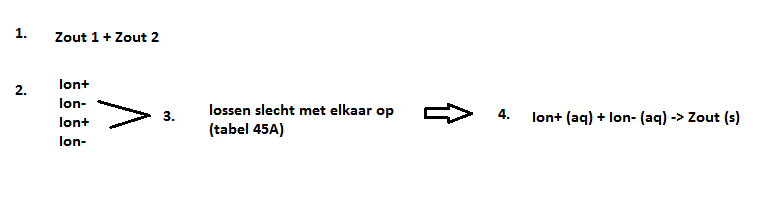 1. Zout 1 + Zout 2
2. Ion+
Ion-
Ion+
Ion-
3. lossen slecht met elkaar op
(tabel 45A)
4. Ion+ (aq) + Ion- (aq) -> Zout (s)